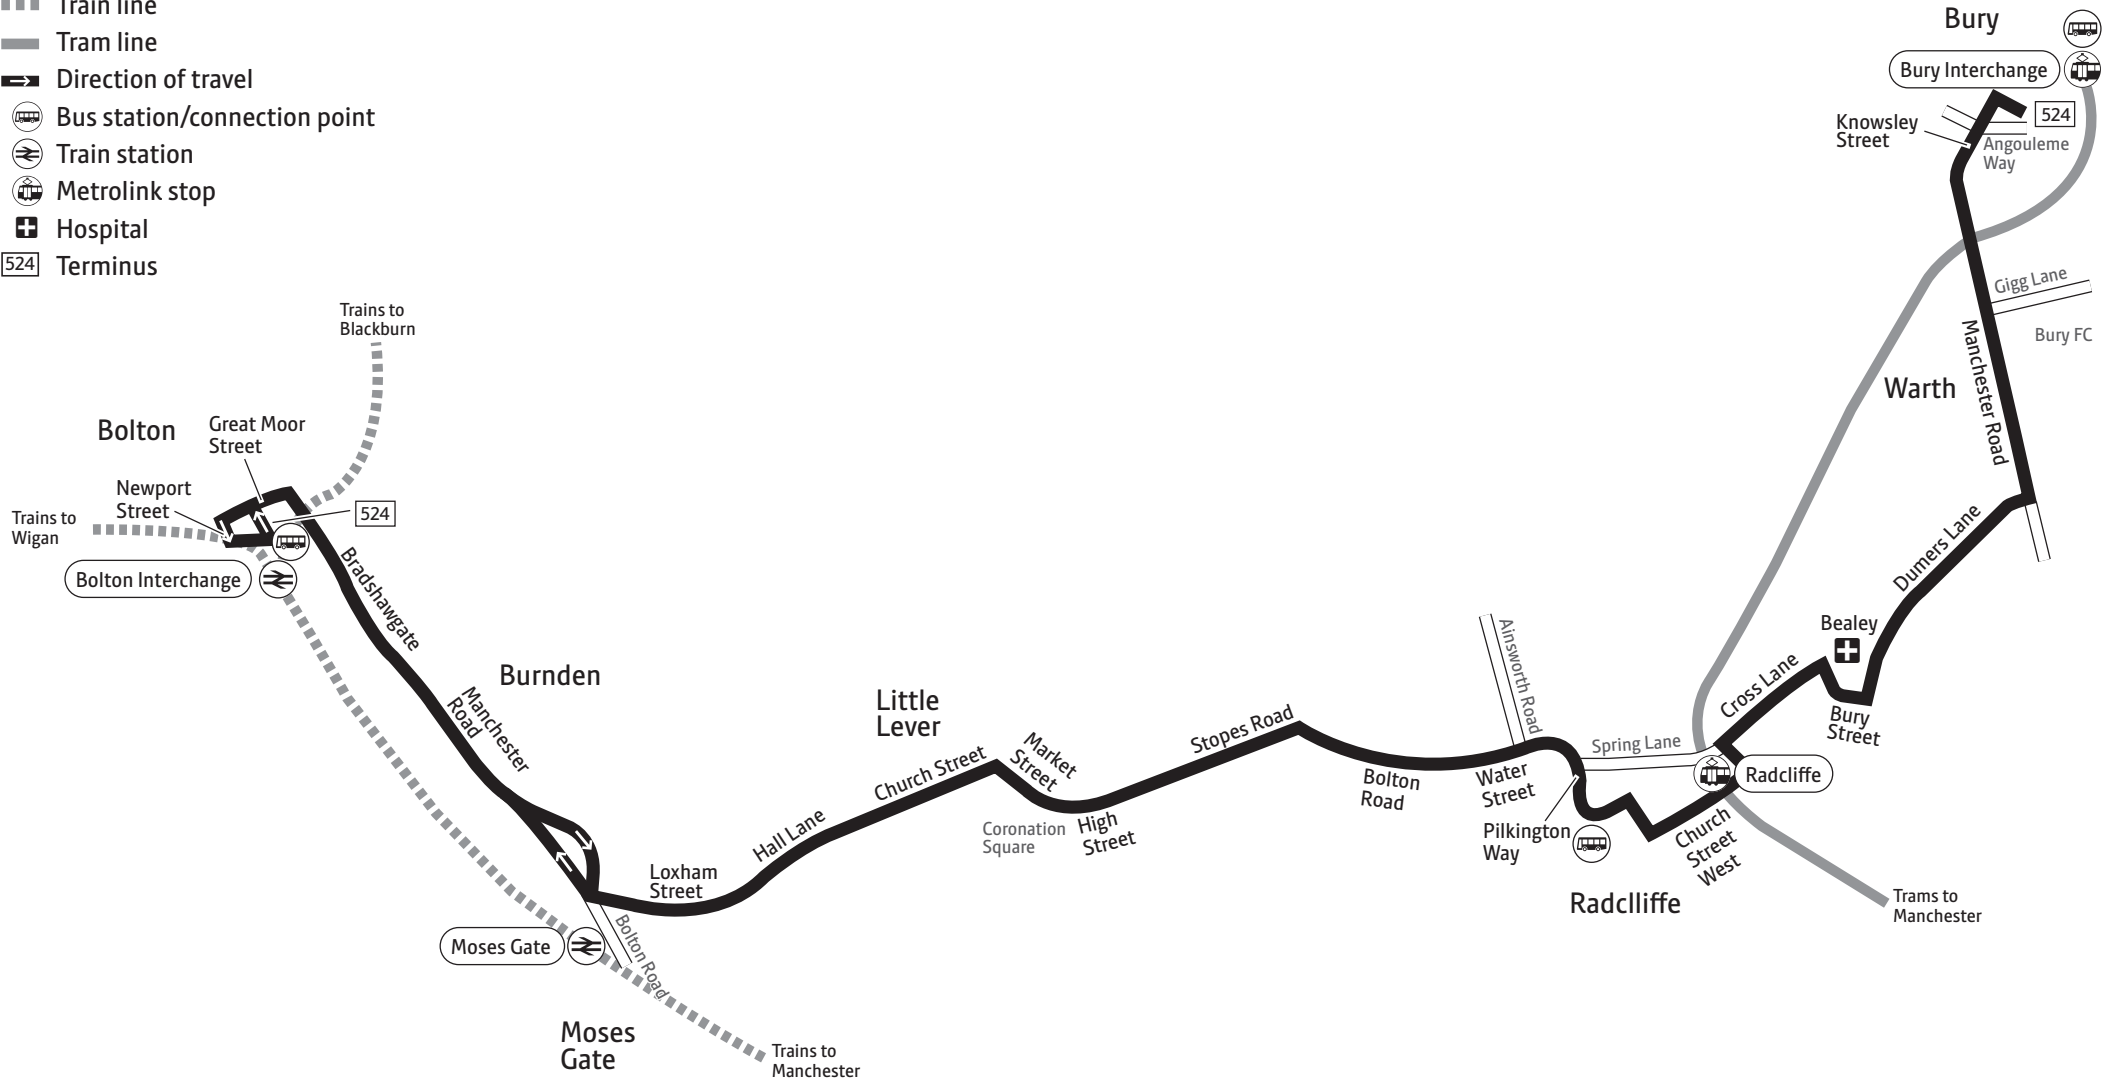 Train line
Tram line
Direction of travel
Bus station/connection point
Train station
Metrolink stop
Hospital
524 Terminus
Bury
Bury Interchange
524
Knowsley
Street
Angouleme
Way
Gigg Lane
Bury FC
Manchester Road
Warth
Dumers Lane
Bealey
Cross Lane
Bury
Street
Trains to
Blackburn
Bolton
Great Moor
Street
Newport
Street
Trains to
Wigan
524
Bolton Interchange
Bradshawgate
Burnden
Manchester
Road
Little
Lever
Church Street
Market
Street
Stopes Road
Ainsworth Road
Spring Lane
Radcliffe
Bolton
Road
Water
Street
Hall Lane
Coronation
Square
High
Street
Pilkington
Way
Church
Street
West
Loxham
Street
Radclliffe
Trams to
Manchester
Bolton Road
Moses Gate
Moses
Gate
Trains to
Manchester